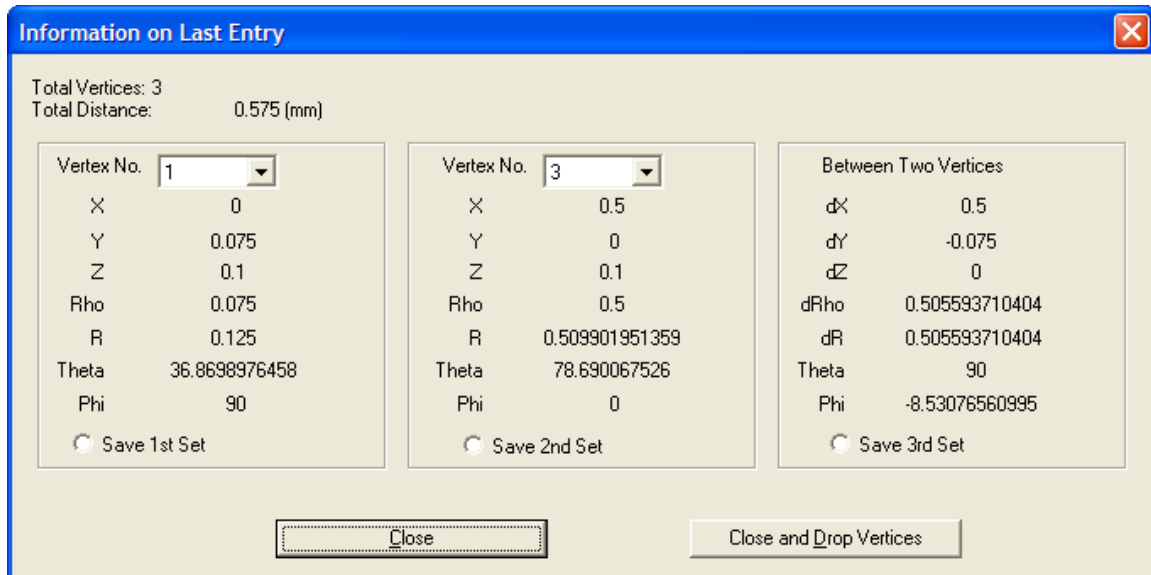 Information on Last Entry
Total Vertices: 3
Total Distance: 0.575 (mm)
Vertex No. 1
X 0
Y 0.075
Z 0.1
Rho 0.075
R 0.125
Theta 36.8698976458
Phi 90
Save 1st Set
Vertex No. 3
X 0.5
Y 0
Z 0.1
Rho 0.5
R 0.509901951359
Theta 78.690067526
Phi 0
Save 2nd Set
Between Two Vertices
dX 0.5
dY -0.075
dZ 0
dRho 0.505593710404
dR 0.505593710404
Theta 90
Phi -8.53076560995
Save 3rd Set
Close
Close and Drop Vertices